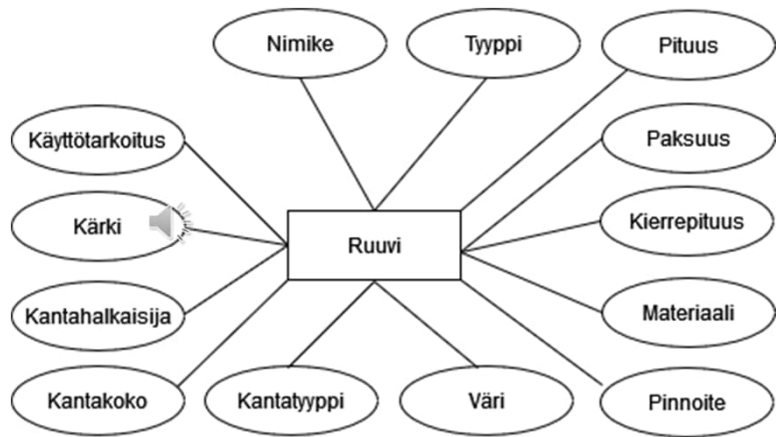 Nimike
Tyyppi
Pituus
Käyttötarkoitus
Paksuus
Kärki
Kierrepituus
Ruuvi
Kantahalkaisija
Materiaali
Kantakoko
Kantatyyppi
Väri
Pinnoite